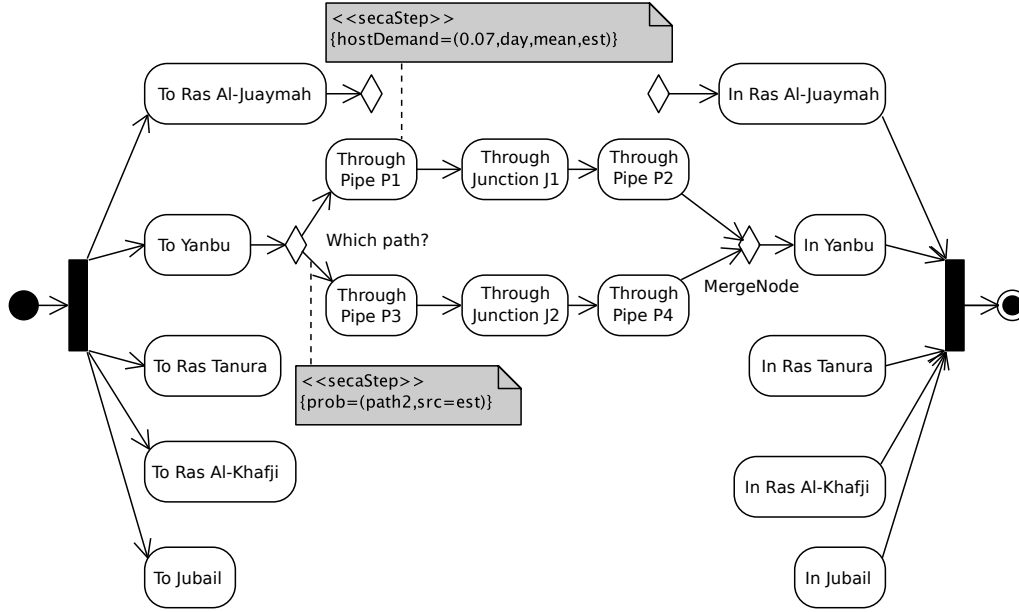 <<secaStep>>
{hostDemand=(0.07,day,mean,est)}
To Ras Al-Juaymah
In Ras Al-Juaymah
Through
Pipe P1
Through
Junction J1
Through
Pipe P2
To Yanbu
Which path?
In Yanbu
MergeNode
Through
Pipe P3
Through
Junction J2
Through
Pipe P4
To Ras Tanura
In Ras Tanura
<<secaStep>>
{prob=(path2,src=est)}
To Ras Al-Khafji
In Ras Al-Khafji
To Jubail
In Jubail